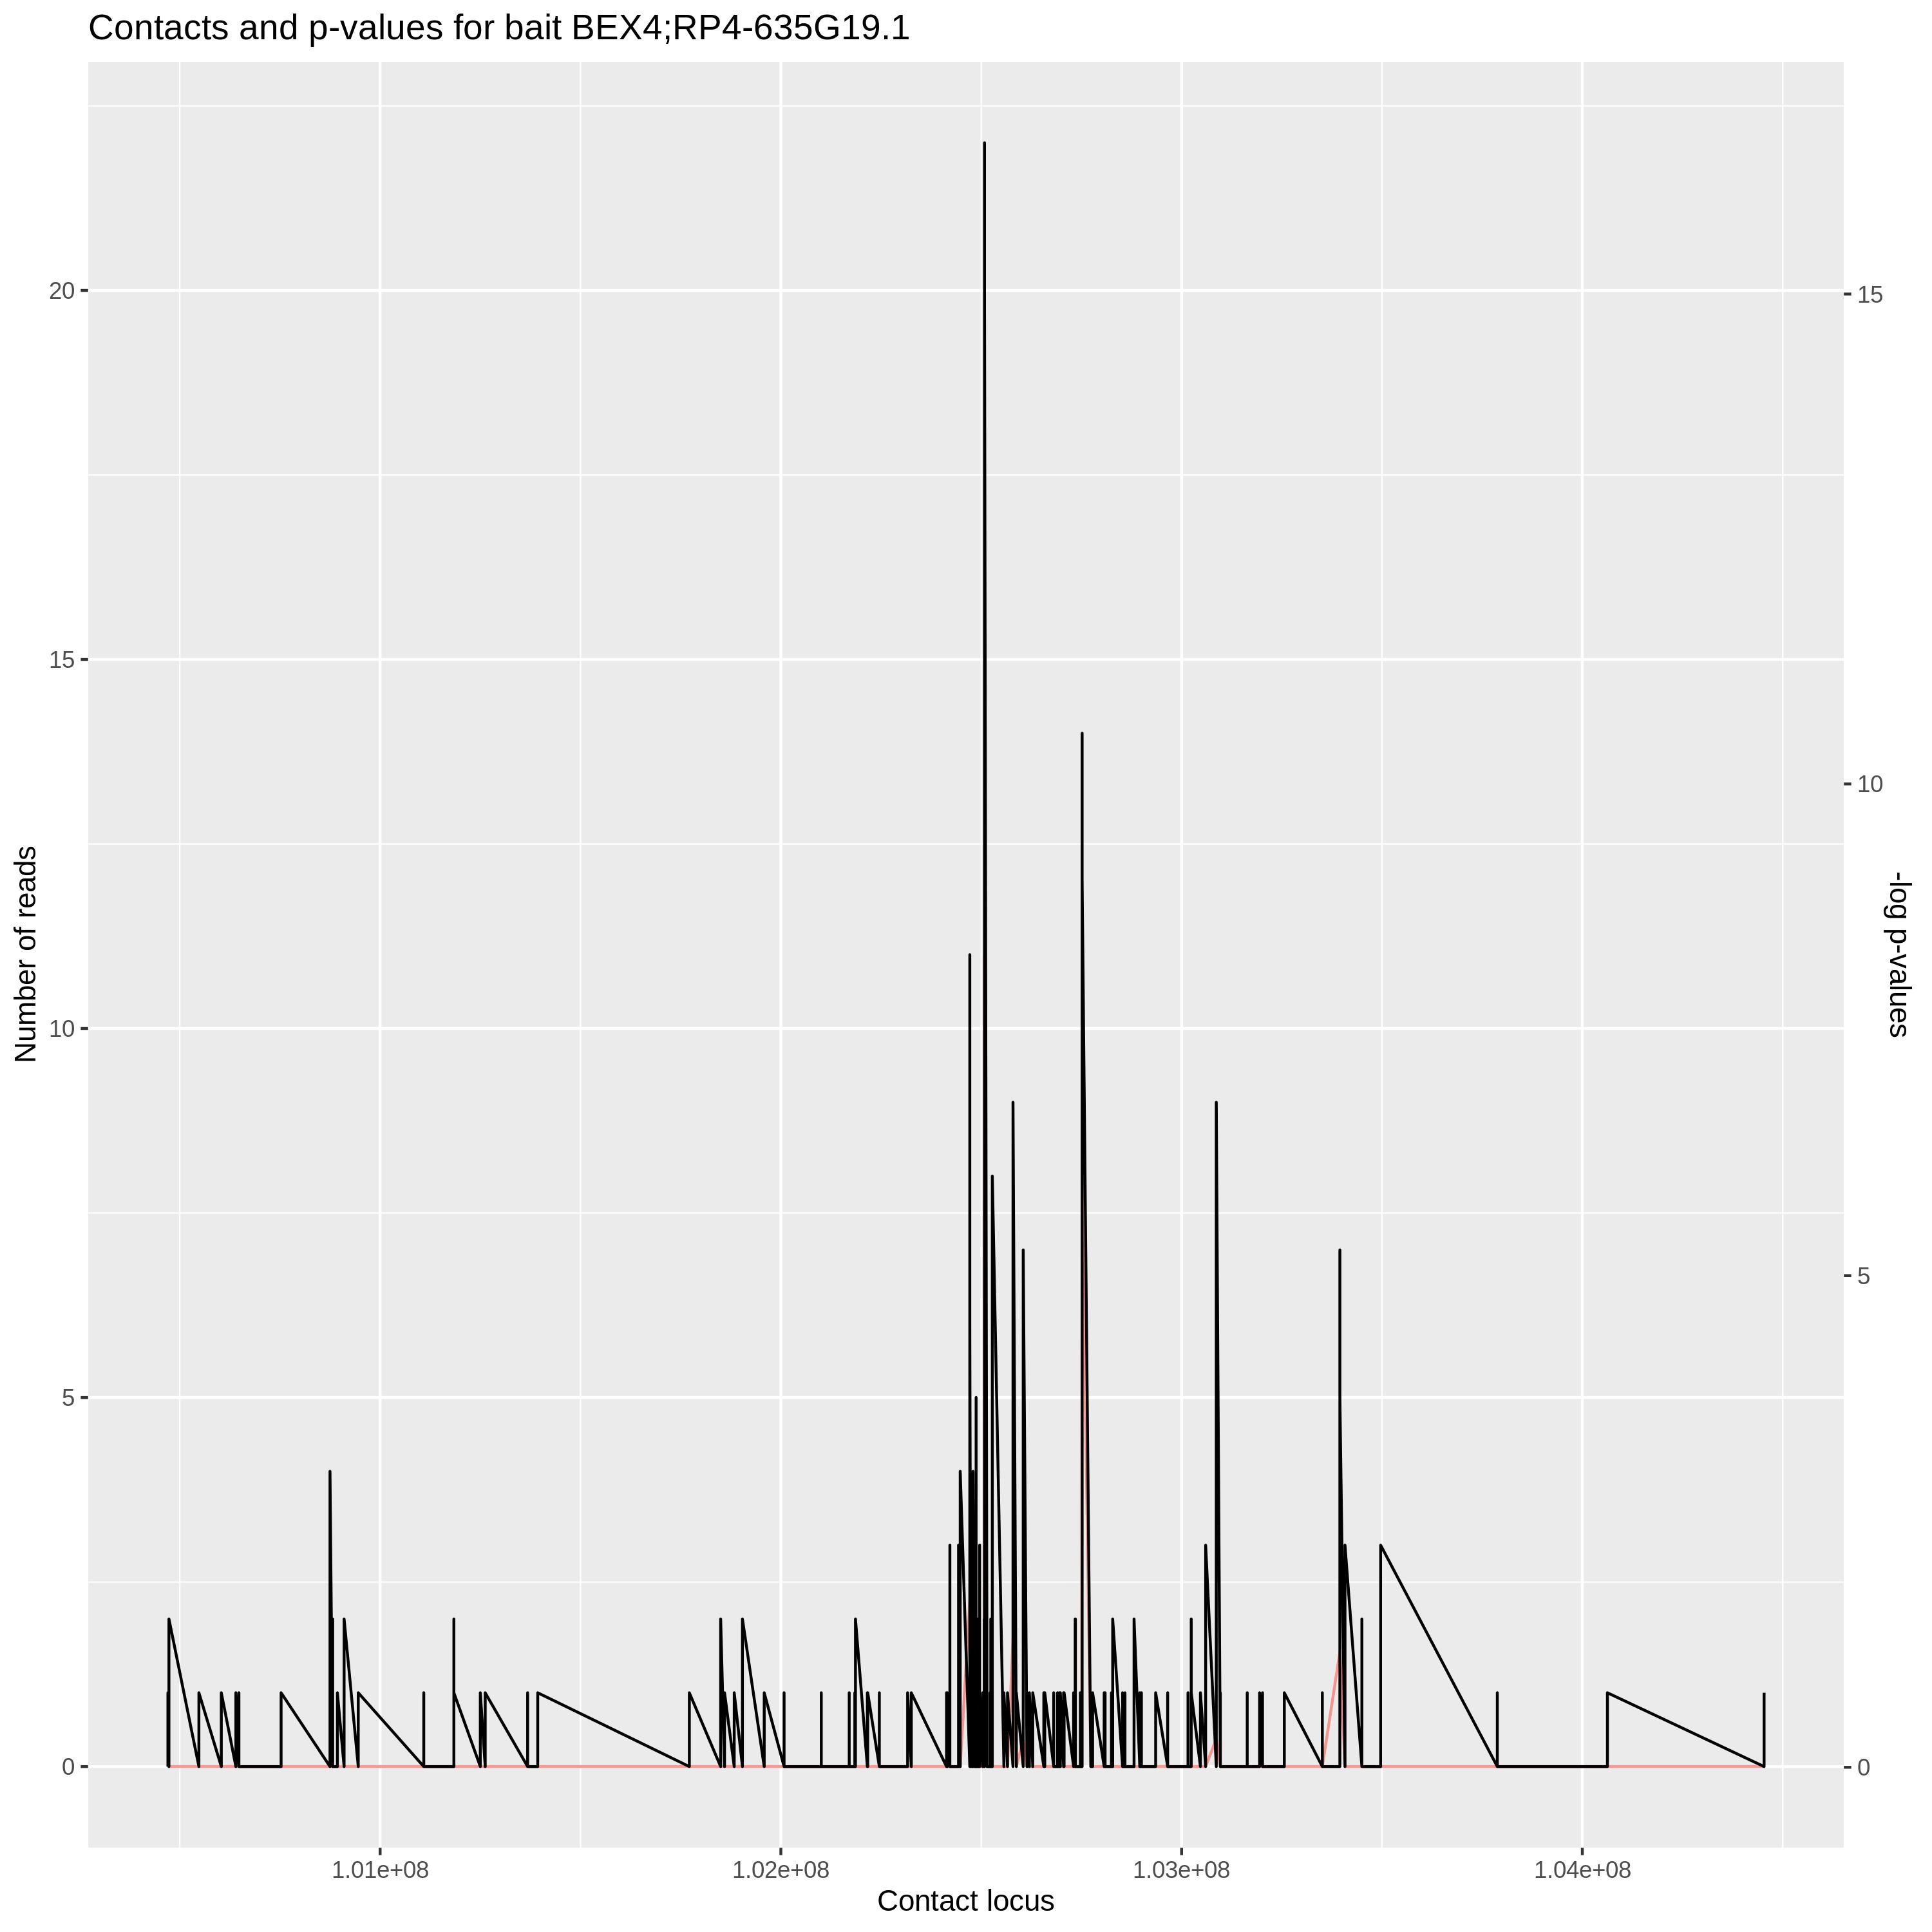 Contacts and p-values for bait BEX4;RP4-635G19.1
20
15
10
5
0
Number of reads
15
10
5
0
-log p-values
1.01e+08 1.02e+08 1.03e+08 1.04e+08
Contact locus